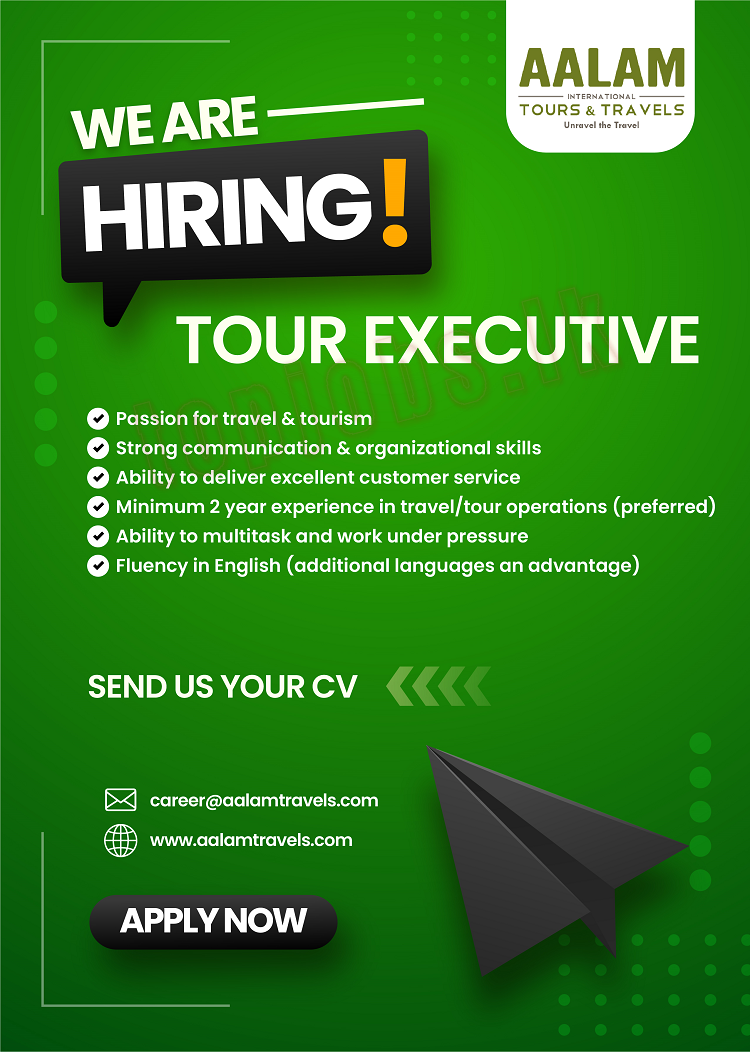 AALAM
INTERNATIONAL
TOURS & TRAVELS
Unravel the Travel
WE ARE
HIRING!
TOUR EXECUTIVE
topjobs.lk
Passion for travel & tourism
Strong communication & organizational skills
Ability to deliver excellent customer service
Minimum 2 year experience in travel/tour operations (preferred)
Ability to multitask and work under pressure
Fluency in English (additional languages an advantage)
SEND US YOUR CV
career@aalamtravels.com
www.aalamtravels.com
APPLY NOW